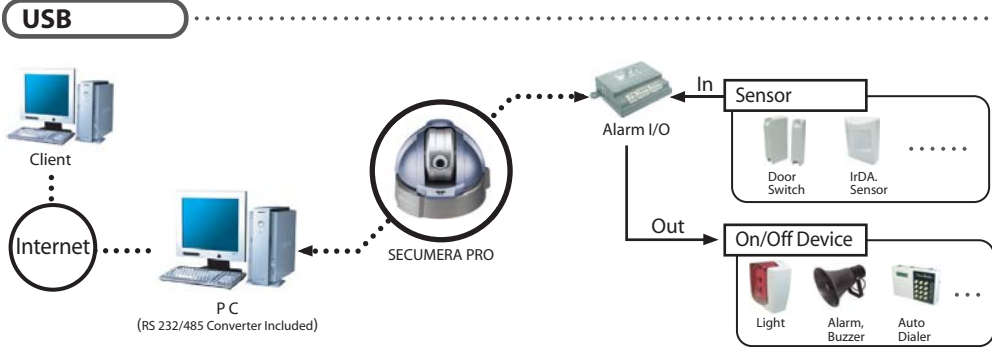 USB
Client
Internet
P C
(RS 232/485 Converter Included)
SECUMERA PRO
Alarm I/O
In
Sensor
Door
Switch
IrDA.
Sensor
Out
On/Off Device
Light
Alarm,
Buzzer
Auto
Dialer